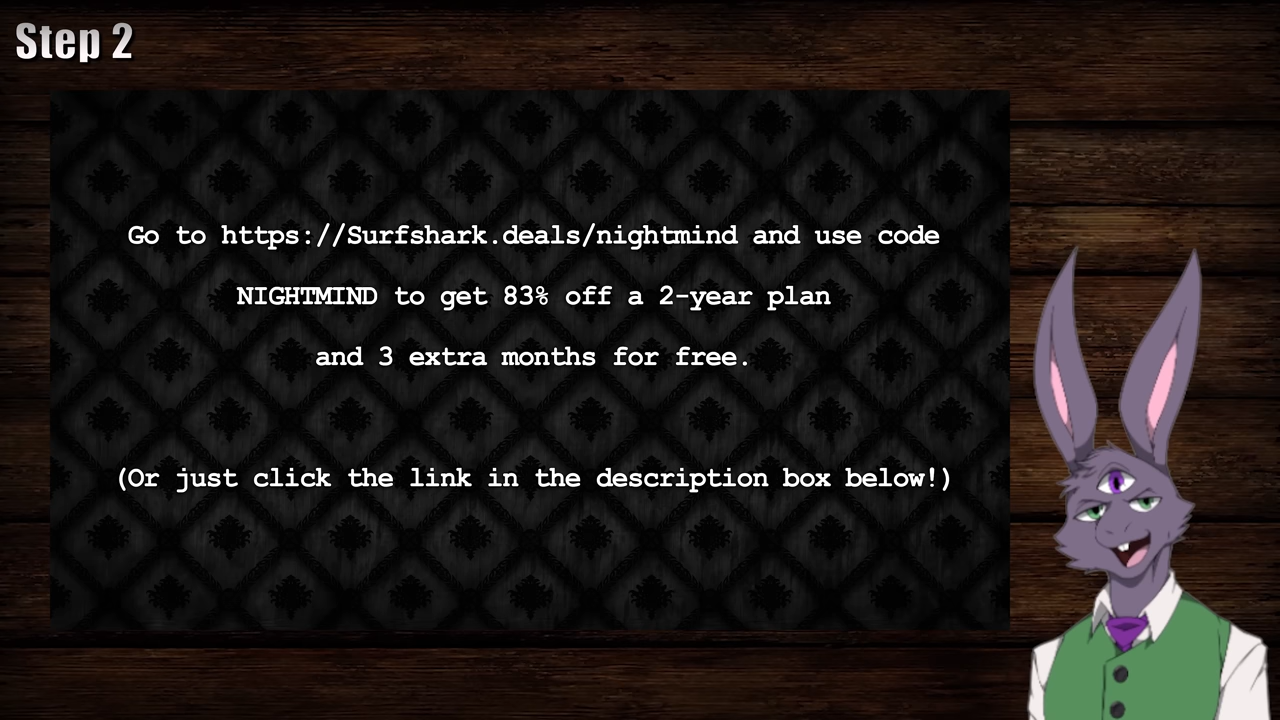 Step 2
Go to https://Surfshark.deals/nightmind and use code
NIGHTMIND to get 83% off a 2-year plan
and 3 extra months for free.
(Or just click the link in the description box below!)